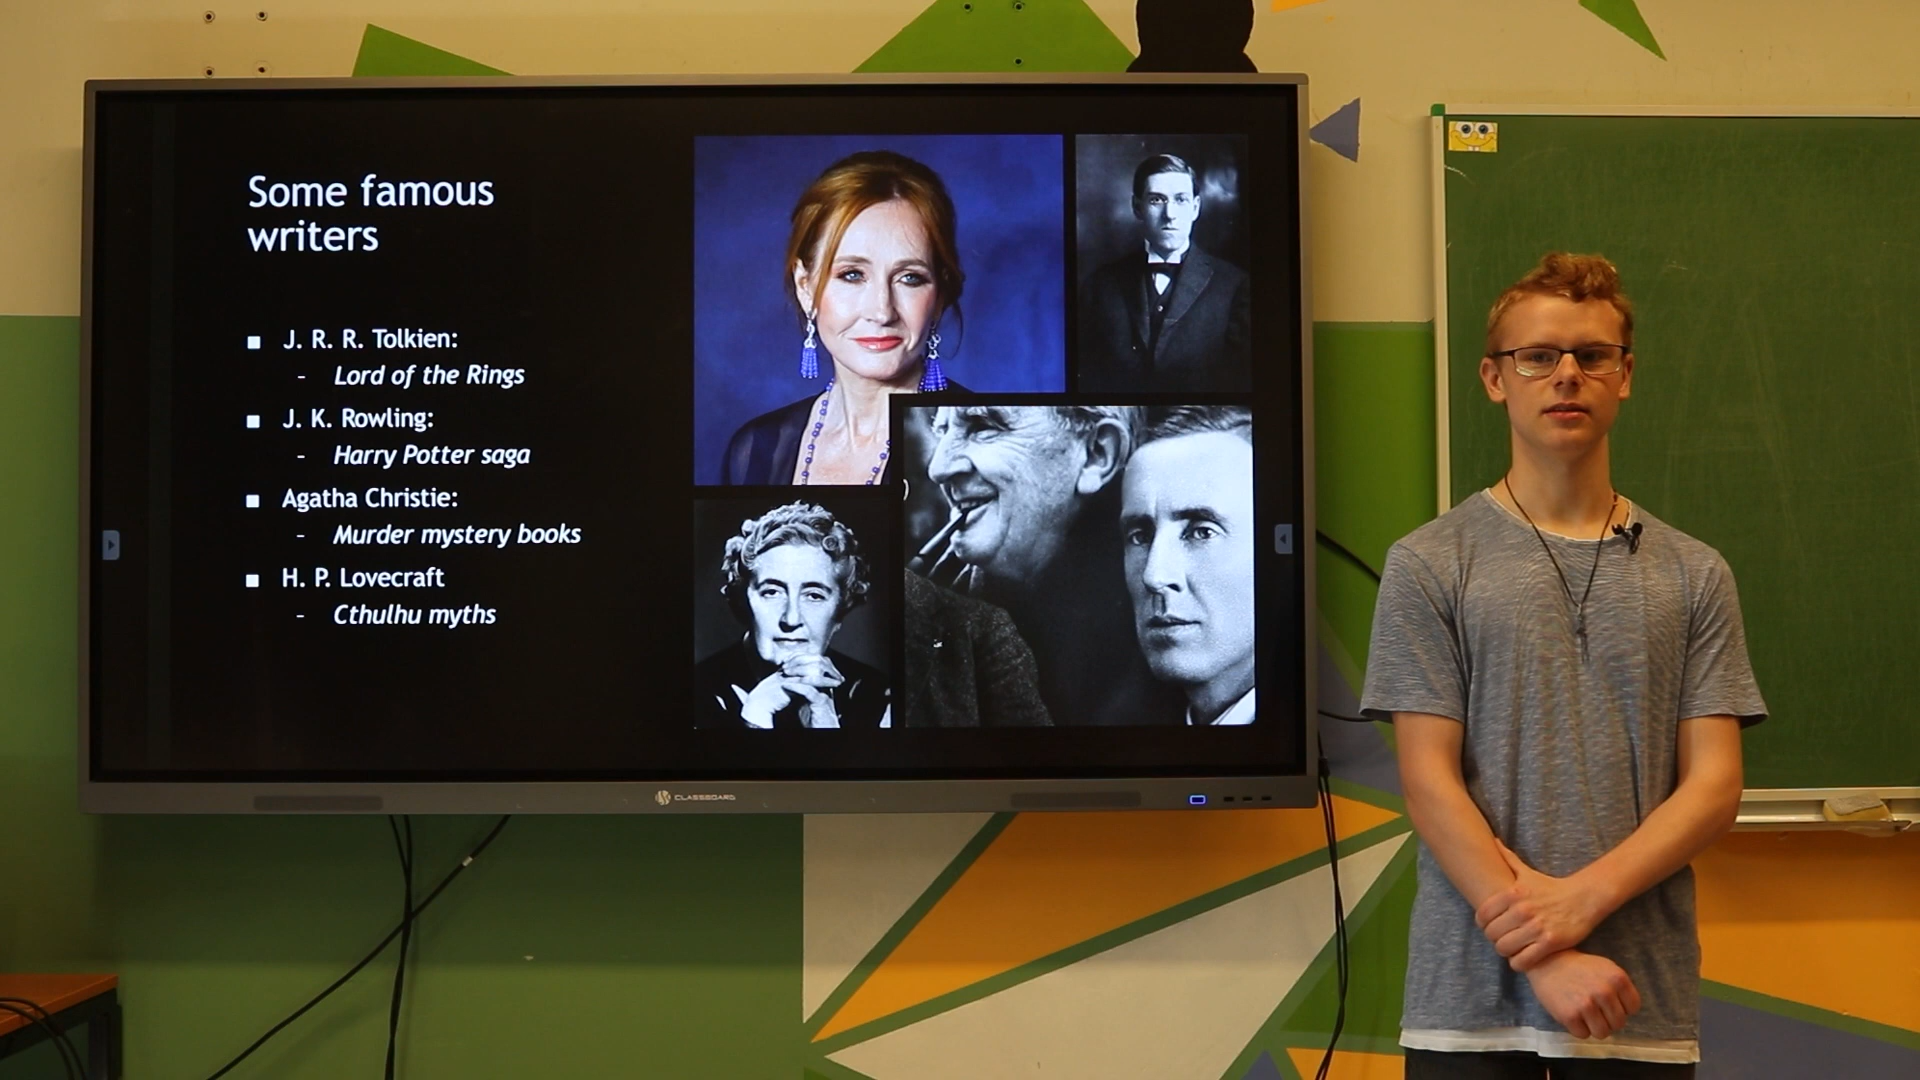 Some famous
writers
J. R. R. Tolkien:
- Lord of the Rings
J. K. Rowling:
- Harry Potter saga
Agatha Christie:
- Murder mystery books
H. P. Lovecraft
- Cthulhu myths
CLASSBOARD